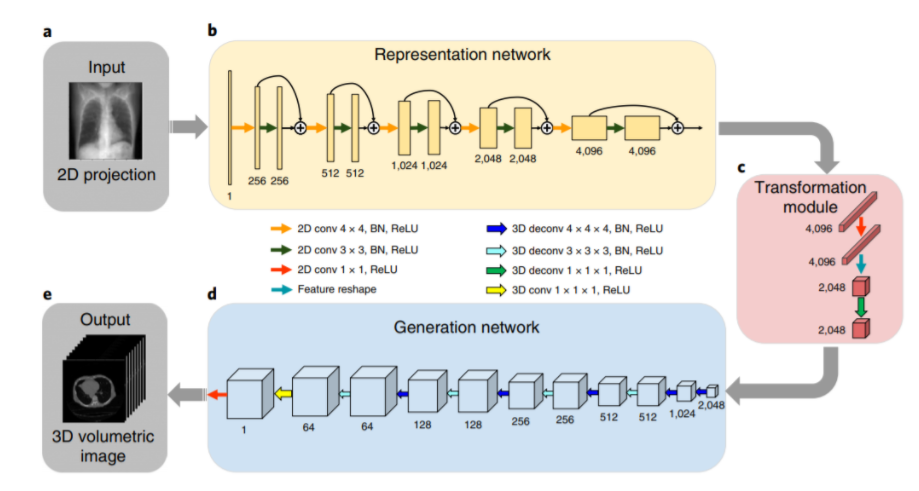 a
Input
2D projection
b
Representation network
1
256 256
512 512
1,024 1,024
2,048 2,048
4,096 4,096
c
Transformation
module
4,096
4,096
2,048
2,048
2D conv 4 × 4, BN, ReLU
2D conv 3 × 3, BN, ReLU
2D conv 1 × 1, ReLU
Feature reshape
3D deconv 4 × 4 × 4, BN, ReLU
3D deconv 3 × 3 × 3, BN, ReLU
3D deconv 1 × 1 × 1, ReLU
3D conv 1 × 1 × 1, ReLU
d
Generation network
1 64 64 128 128 256 256 512 512 1,024 2,048
e
Output
3D volumetric
image